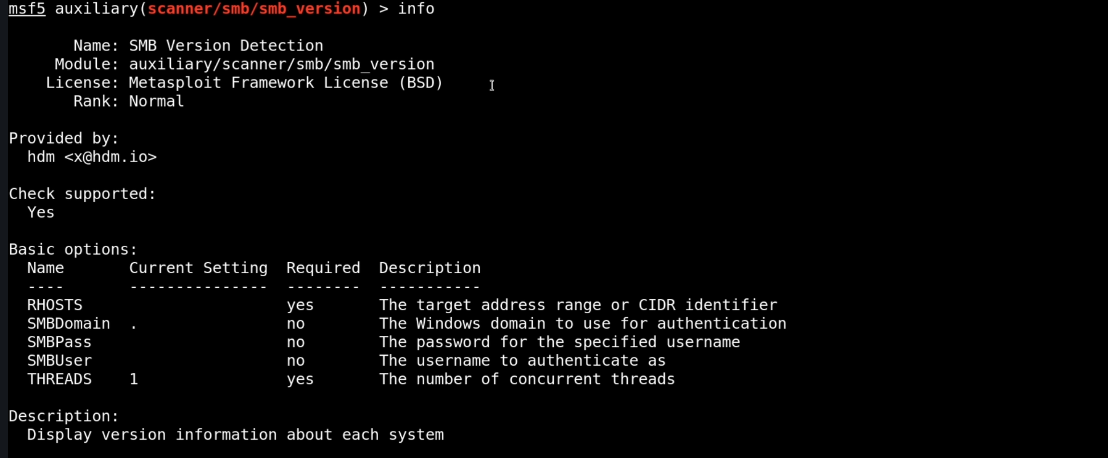 msf5 auxiliary(scanner/smb/smb_version) > info
Name: SMB Version Detection
Module: auxiliary/scanner/smb/smb_version
License: Metasploit Framework License (BSD)
Rank: Normal
Provided by:
hdm <x@hdm.io>
Check supported:
Yes
Basic options:
Name Current Setting Required Description
---- --------------- -------- -----------
RHOSTS yes The target address range or CIDR identifier
SMBDomain . no The Windows domain to use for authentication
SMBPass no The password for the specified username
SMBUser no The username to authenticate as
THREADS 1 yes The number of concurrent threads
Description:
Display version information about each system